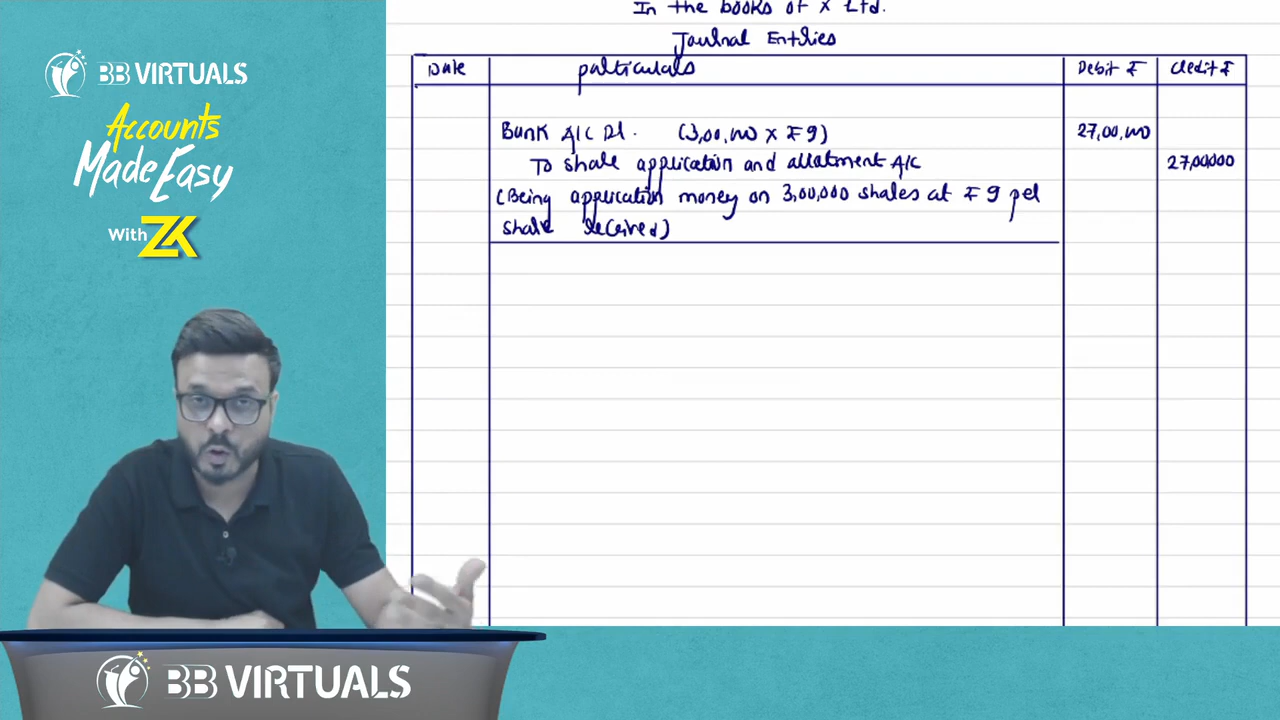 BB VIRTUALS
Accounts
Made Easy
With ZK
In the books of X Ltd.
Journal Entries
Date particulars Debit ₹ Credit ₹
Bank A/C Dr. (3,00,000 x ₹ 9) 27,00,000
To share application and allotment A/C 27,00,000
(Being application money on 3,00,000 shares at ₹ 9 per
share received)
BB VIRTUALS